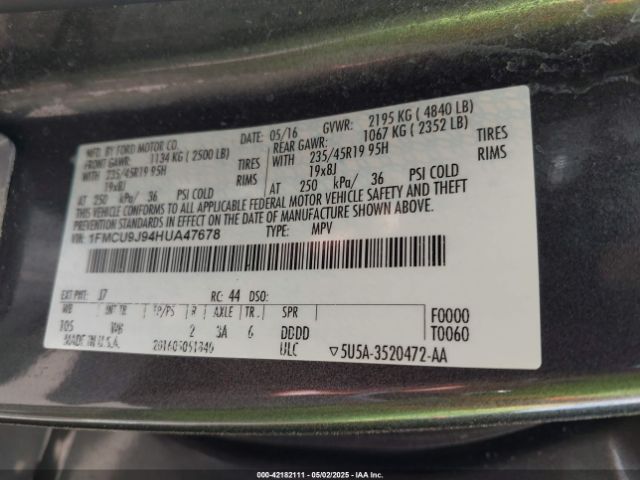 MFG. BY FORD MOTOR CO.
DATE: 05/16 GVWR: 2195 KG ( 4840 LB)
FRONT GAWR: 1134 KG ( 2500 LB) REAR GAWR: 1067 KG ( 2352 LB)
WITH 235/45R19 95H TIRES WITH 235/45R19 95H TIRES
19x8J RIMS 19x8J RIMS
AT 250 kPa/ 36 PSI COLD AT 250 kPa/ 36 PSI COLD
THIS VEHICLE CONFORMS TO ALL APPLICABLE FEDERAL MOTOR VEHICLE SAFETY AND THEFT
PREVENTION STANDARDS IN EFFECT ON THE DATE OF MANUFACTURE SHOWN ABOVE.
VIN: 1FMCU9J94HUA47678 TYPE: MPV
EXT PNT: J7 RC: 44 DSO:
WB INT TR TP/PS R AXLE TR. SPR F0000
105 2 3A 6 DDDD T0060
MADE IN U.S.A. ULC ▽5U5A-3520472-AA
000-42182111 - 05/02/2025 - IAA Inc.